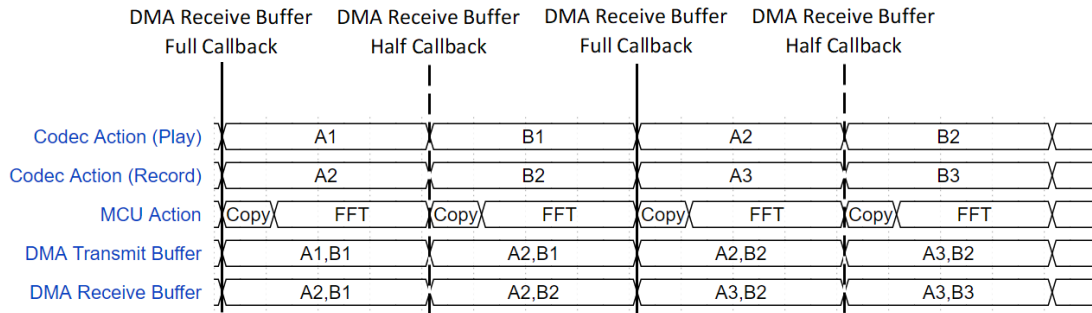 DMA Receive Buffer DMA Receive Buffer DMA Receive Buffer DMA Receive Buffer
Full Callback Half Callback Full Callback Half Callback
Codec Action (Play) A1 B1 A2 B2
Codec Action (Record) A2 B2 A3 B3
MCU Action Copy FFT Copy FFT Copy FFT Copy FFT
DMA Transmit Buffer A1,B1 A2,B1 A2,B2 A3,B2
DMA Receive Buffer A2,B1 A2,B2 A3,B2 A3,B3